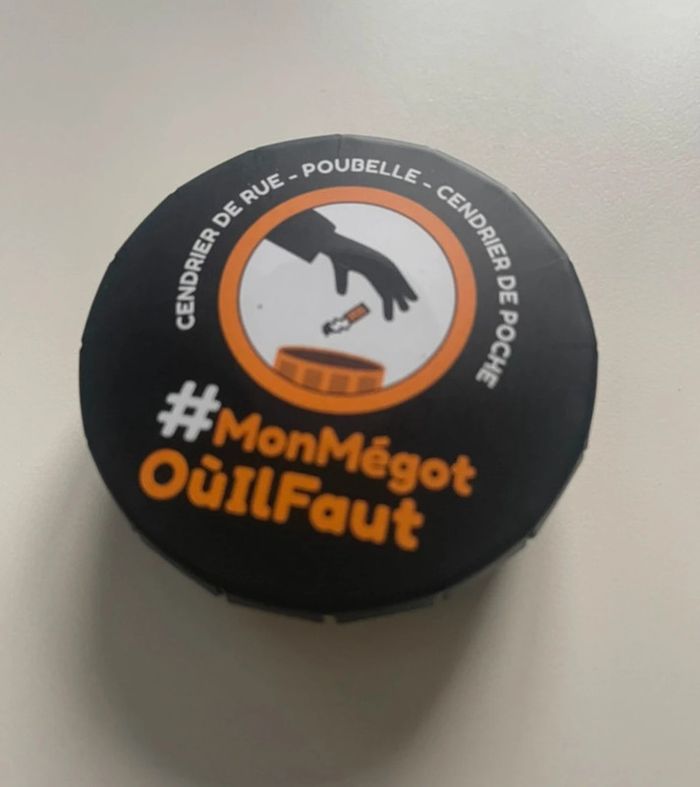 CENDRIER DE RUE - POUBELLE - CENDRIER DE POCHE
#MonMégot
OùIlFaut